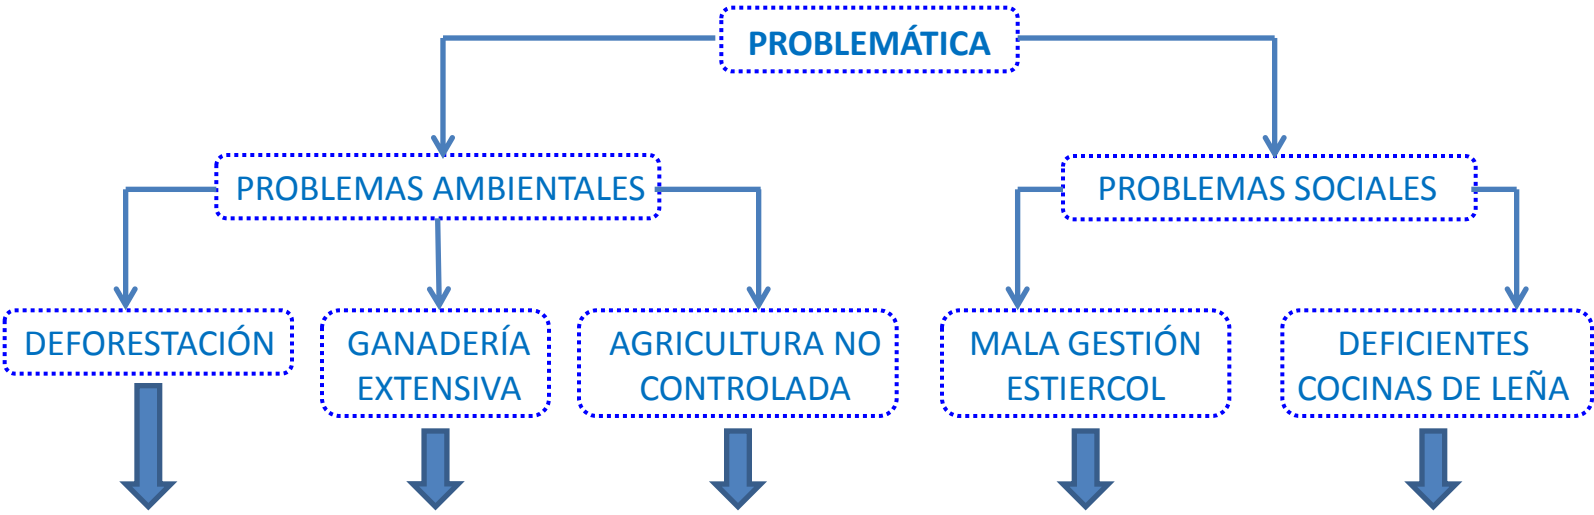 PROBLEMÁTICA
PROBLEMAS AMBIENTALES
PROBLEMAS SOCIALES
DEFORESTACIÓN
GANADERÍA
EXTENSIVA
AGRICULTURA NO
CONTROLADA
MALA GESTIÓN
ESTIERCOL
DEFICIENTES
COCINAS DE LEÑA